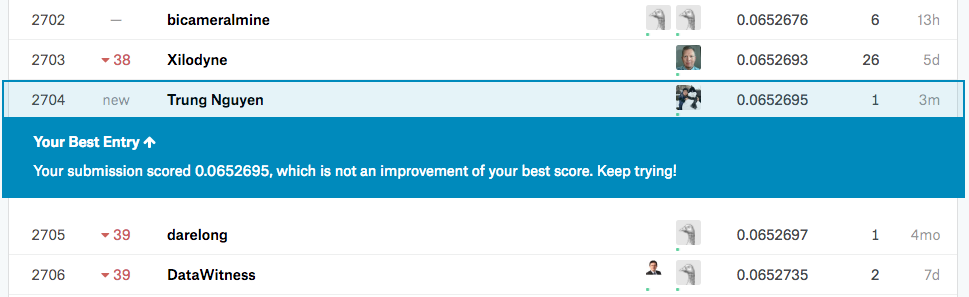 2702 — bicameralmine 0.0652676 6 13h
2703 38 Xilodyne 0.0652693 26 5d
2704 new Trung Nguyen 0.0652695 1 3m
Your Best Entry
Your submission scored 0.0652695, which is not an improvement of your best score. Keep trying!
2705 39 darelong 0.0652697 1 4mo
2706 39 DataWitness 0.0652735 2 7d